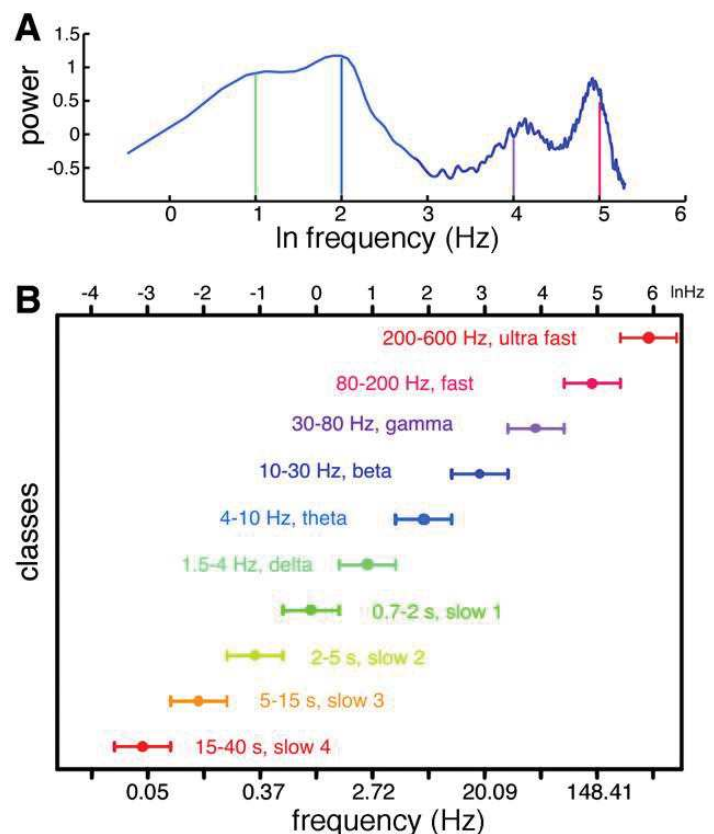 A
1.5
1
0.5
0
-0.5
power
0 1 2 3 4 5 6
ln frequency (Hz)
B
-4 -3 -2 -1 0 1 2 3 4 5 6 lnHz
200-600 Hz, ultra fast
80-200 Hz, fast
30-80 Hz, gamma
10-30 Hz, beta
4-10 Hz, theta
1.5-4 Hz, delta
0.7-2 s, slow 1
2-5 s, slow 2
5-15 s, slow 3
15-40 s, slow 4
classes
0.05 0.37 2.72 20.09 148.41
frequency (Hz)